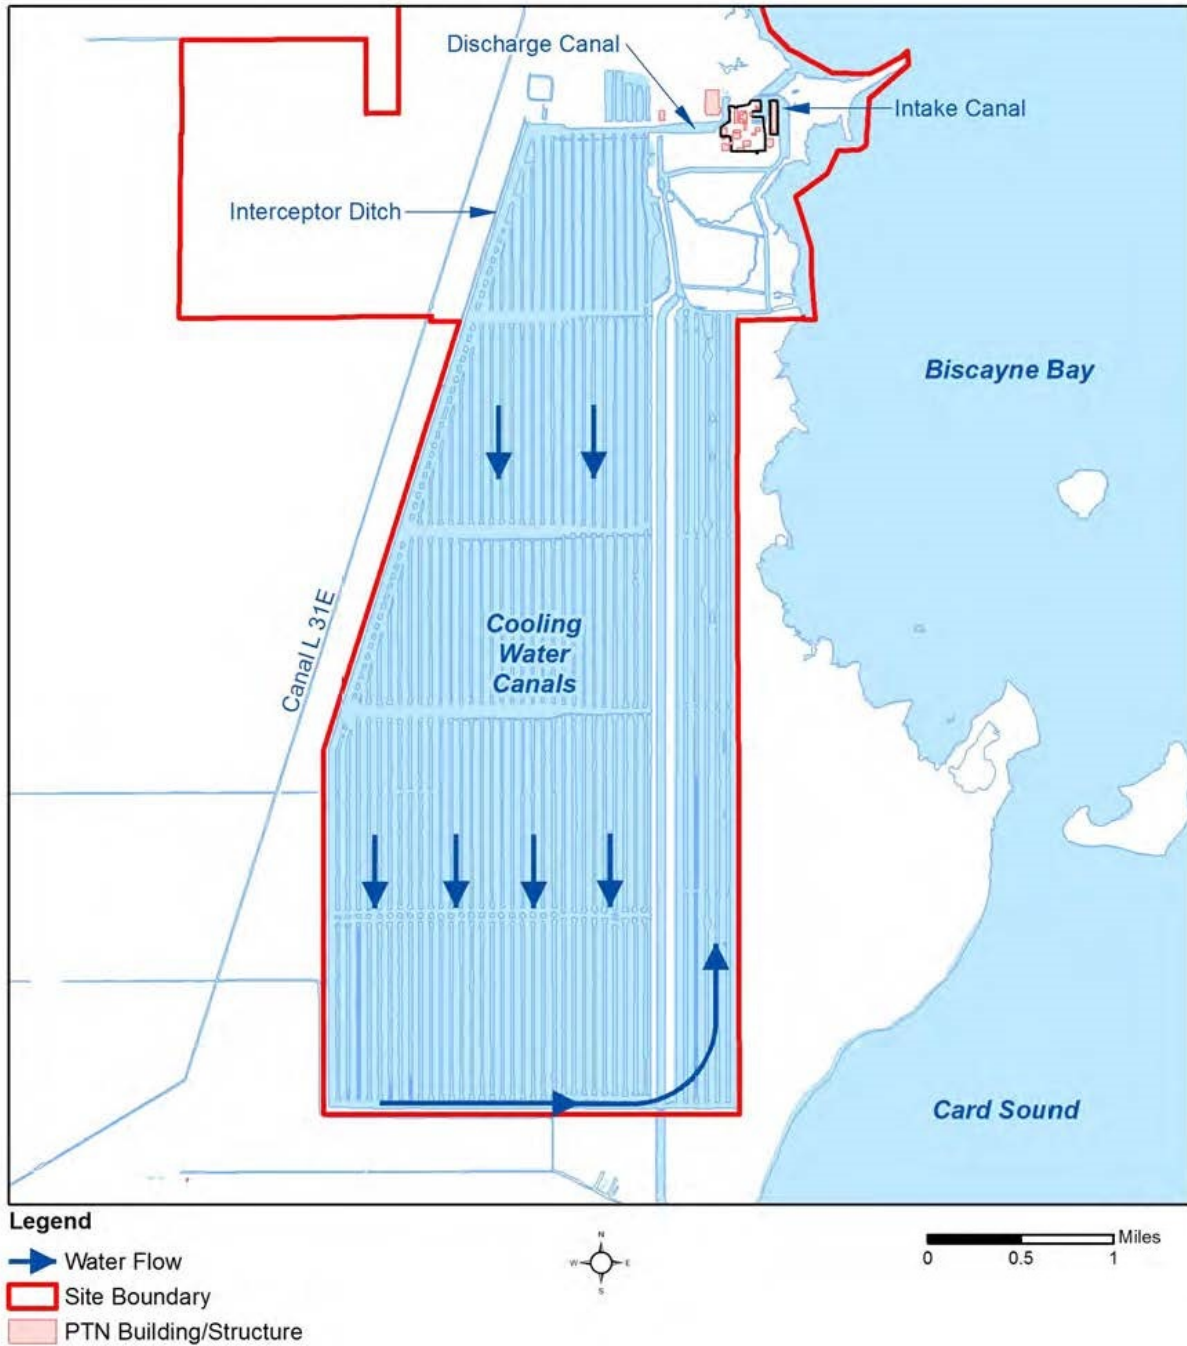 Discharge Canal
Intake Canal
Interceptor Ditch
Biscayne Bay
Canal L 31E
Cooling
Water
Canals
Card Sound
Legend
Water Flow
Site Boundary
PTN Building/Structure
N
W E
S
Miles
0 0.5 1